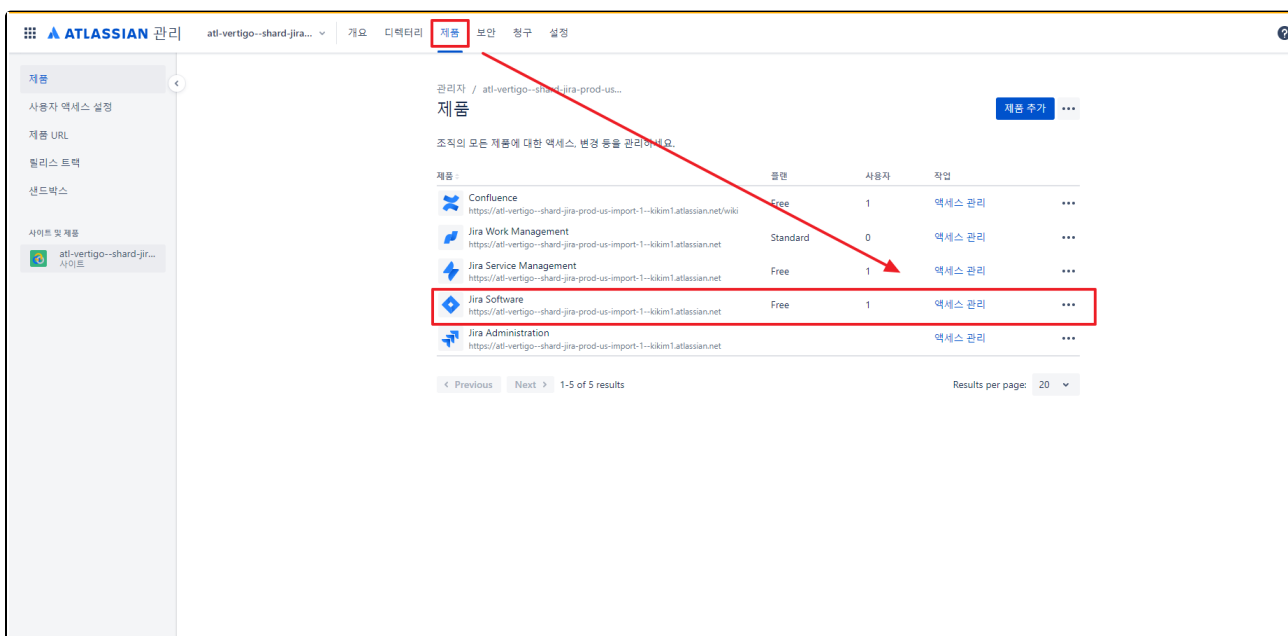 ATLASSIAN 관리 atl-vertigo--shard-jira... 개요 디렉터리 제품 보안 청구 설정 ?
제품
사용자 액세스 설정
제품 URL
릴리스 트랙
샌드박스
사이트 및 제품
atl-vertigo--shard-jir...
사이트
관리자 / atl-vertigo--shard-jira-prod-us...
제품
제품 추가 •••
조직의 모든 제품에 대한 액세스, 변경 등을 관리하세요.
제품 플랜 사용자 작업
Confluence
https://atl-vertigo--shard-jira-prod-us-import-1--kikim1.atlassian.net/wiki
Free 1 액세스 관리 •••
Jira Work Management
https://atl-vertigo--shard-jira-prod-us-import-1--kikim1.atlassian.net
Standard 0 액세스 관리 •••
Jira Service Management
https://atl-vertigo--shard-jira-prod-us-import-1--kikim1.atlassian.net
Free 1 액세스 관리 •••
Jira Software
https://atl-vertigo--shard-jira-prod-us-import-1--kikim1.atlassian.net
Free 1 액세스 관리 •••
Jira Administration
https://atl-vertigo--shard-jira-prod-us-import-1--kikim1.atlassian.net
액세스 관리 •••
< Previous Next > 1-5 of 5 results Results per page: 20